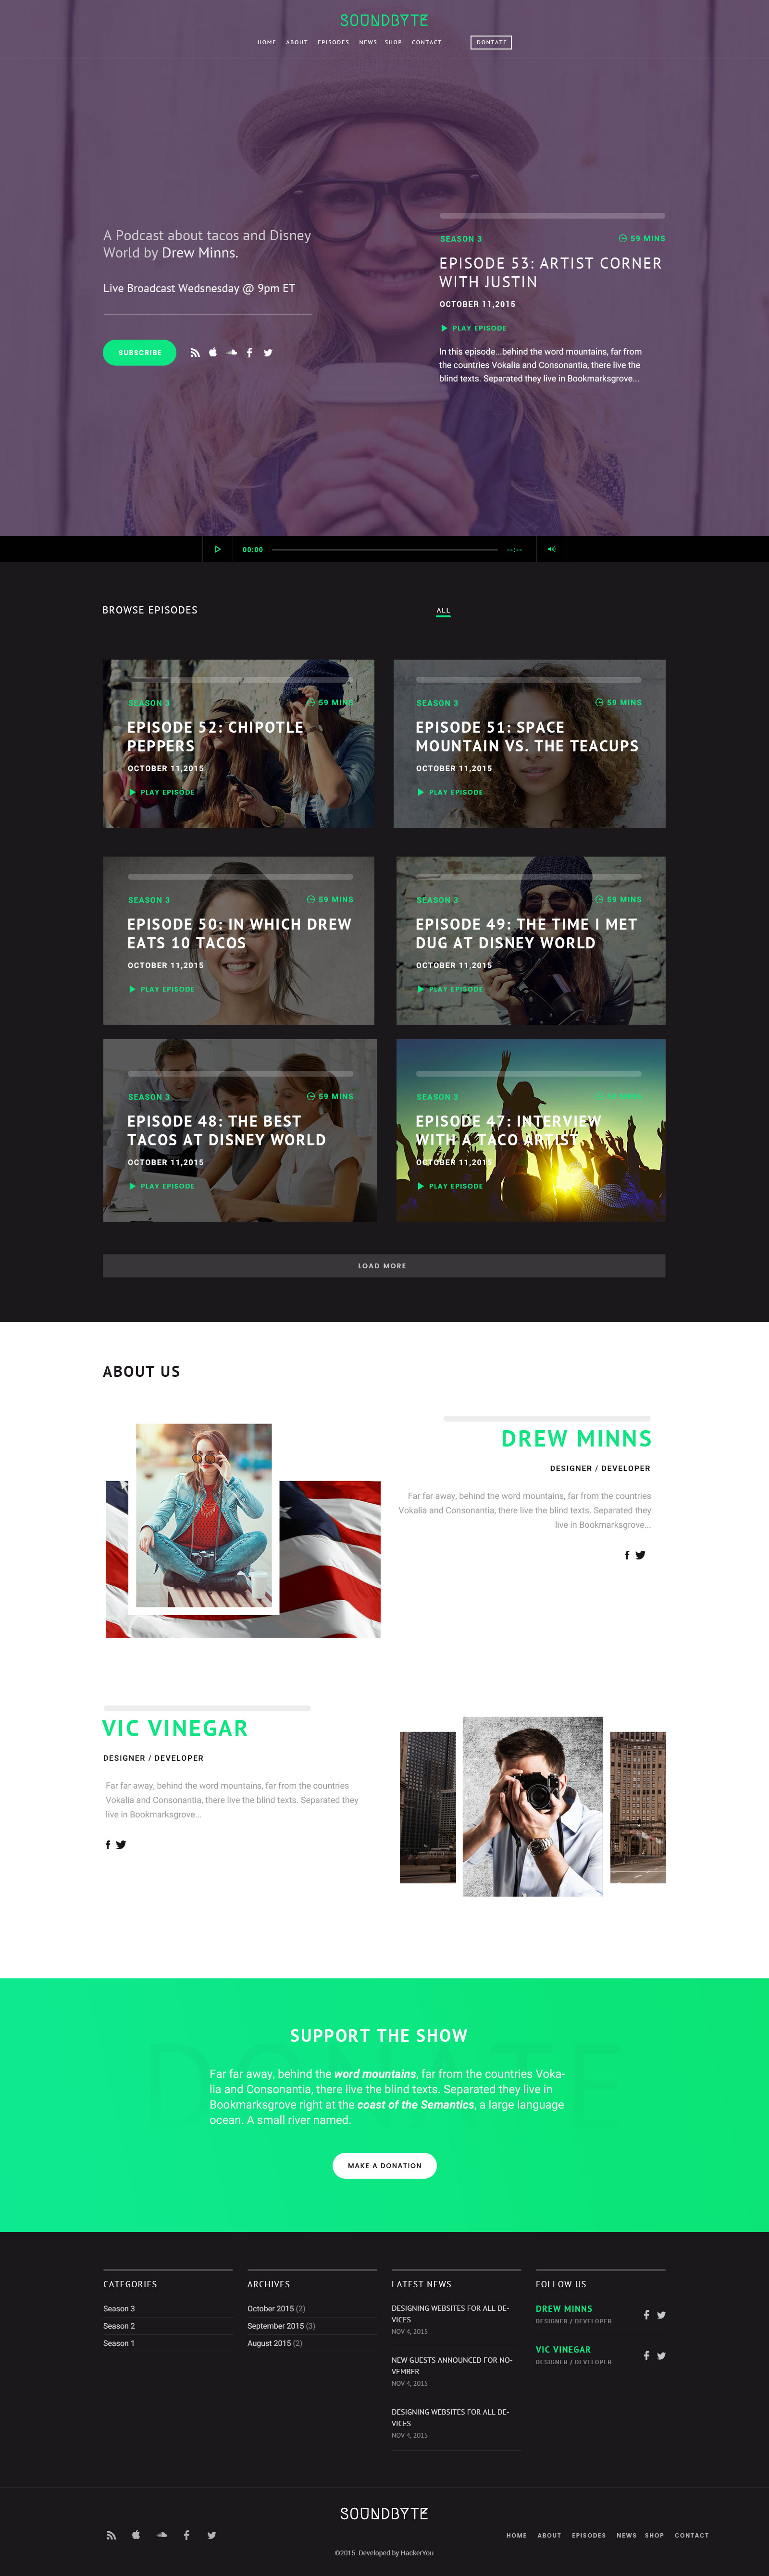 SOUNDBYTE
HOME ABOUT EPISODES NEWS SHOP CONTACT DONTATE
A Podcast about tacos and Disney
World by Drew Minns.
Live Broadcast Wedsnesday @ 9pm ET
SUBSCRIBE
SEASON 3 59 MINS
EPISODE 53: ARTIST CORNER
WITH JUSTIN
OCTOBER 11,2015
PLAY EPISODE
In this episode...behind the word mountains, far from
the countries Vokalia and Consonantia, there live the
blind texts. Separated they live in Bookmarksgrove...
00:00 --:--
BROWSE EPISODES
ALL
SEASON 3 59 MINS
EPISODE 52: CHIPOTLE
PEPPERS
OCTOBER 11,2015
PLAY EPISODE
SEASON 3 59 MINS
EPISODE 51: SPACE
MOUNTAIN VS. THE TEACUPS
OCTOBER 11,2015
PLAY EPISODE
SEASON 3 59 MINS
EPISODE 50: IN WHICH DREW
EATS 10 TACOS
OCTOBER 11,2015
PLAY EPISODE
SEASON 3 59 MINS
EPISODE 49: THE TIME I MET
DUG AT DISNEY WORLD
OCTOBER 11,2015
PLAY EPISODE
SEASON 3 59 MINS
EPISODE 48: THE BEST
TACOS AT DISNEY WORLD
OCTOBER 11,2015
PLAY EPISODE
SEASON 3
EPISODE 47: INTERVIEW
WITH A TACO ARTIST
OCTOBER 11,2015
PLAY EPISODE
LOAD MORE
ABOUT US
DREW MINNS
DESIGNER / DEVELOPER
Far far away, behind the word mountains, far from the countries
Vokalia and Consonantia, there live the blind texts. Separated they
live in Bookmarksgrove...
VIC VINEGAR
DESIGNER / DEVELOPER
Far far away, behind the word mountains, far from the countries
Vokalia and Consonantia, there live the blind texts. Separated they
live in Bookmarksgrove...
DONATE
SUPPORT THE SHOW
Far far away, behind the word mountains, far from the countries Voka-
lia and Consonantia, there live the blind texts. Separated they live in
Bookmarksgrove right at the coast of the Semantics, a large language
ocean. A small river named.
MAKE A DONATION
CATEGORIES
Season 3
Season 2
Season 1
ARCHIVES
October 2015 (2)
September 2015 (3)
August 2015 (2)
LATEST NEWS
DESIGNING WEBSITES FOR ALL DE-
VICES
NOV 4, 2015
NEW GUESTS ANNOUNCED FOR NO-
VEMBER
NOV 4, 2015
DESIGNING WEBSITES FOR ALL DE-
VICES
NOV 4, 2015
FOLLOW US
DREW MINNS
DESIGNER / DEVELOPER
VIC VINEGAR
DESIGNER / DEVELOPER
SOUNDBYTE
HOME ABOUT EPISODES NEWS SHOP CONTACT
©2015 Developed by HackerYou